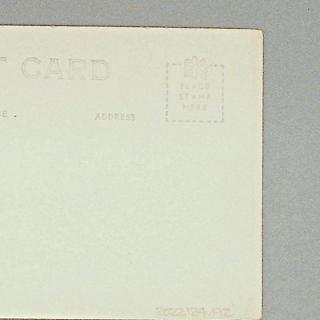 T CARD
PLACE
STAMP
HERE
E .
ADDRESS